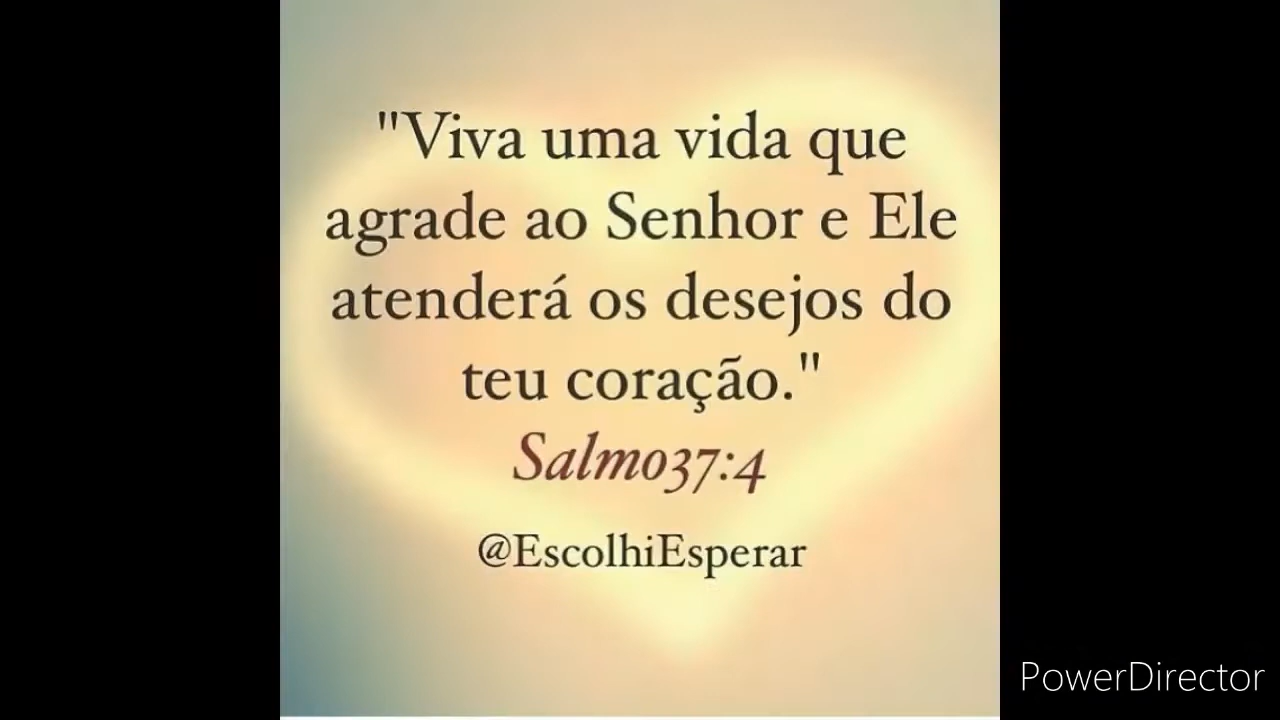 "Viva uma vida que
agrade ao Senhor e Ele
atenderá os desejos do
teu coração."
Salmo37:4
@EscolhiEsperar
PowerDirector